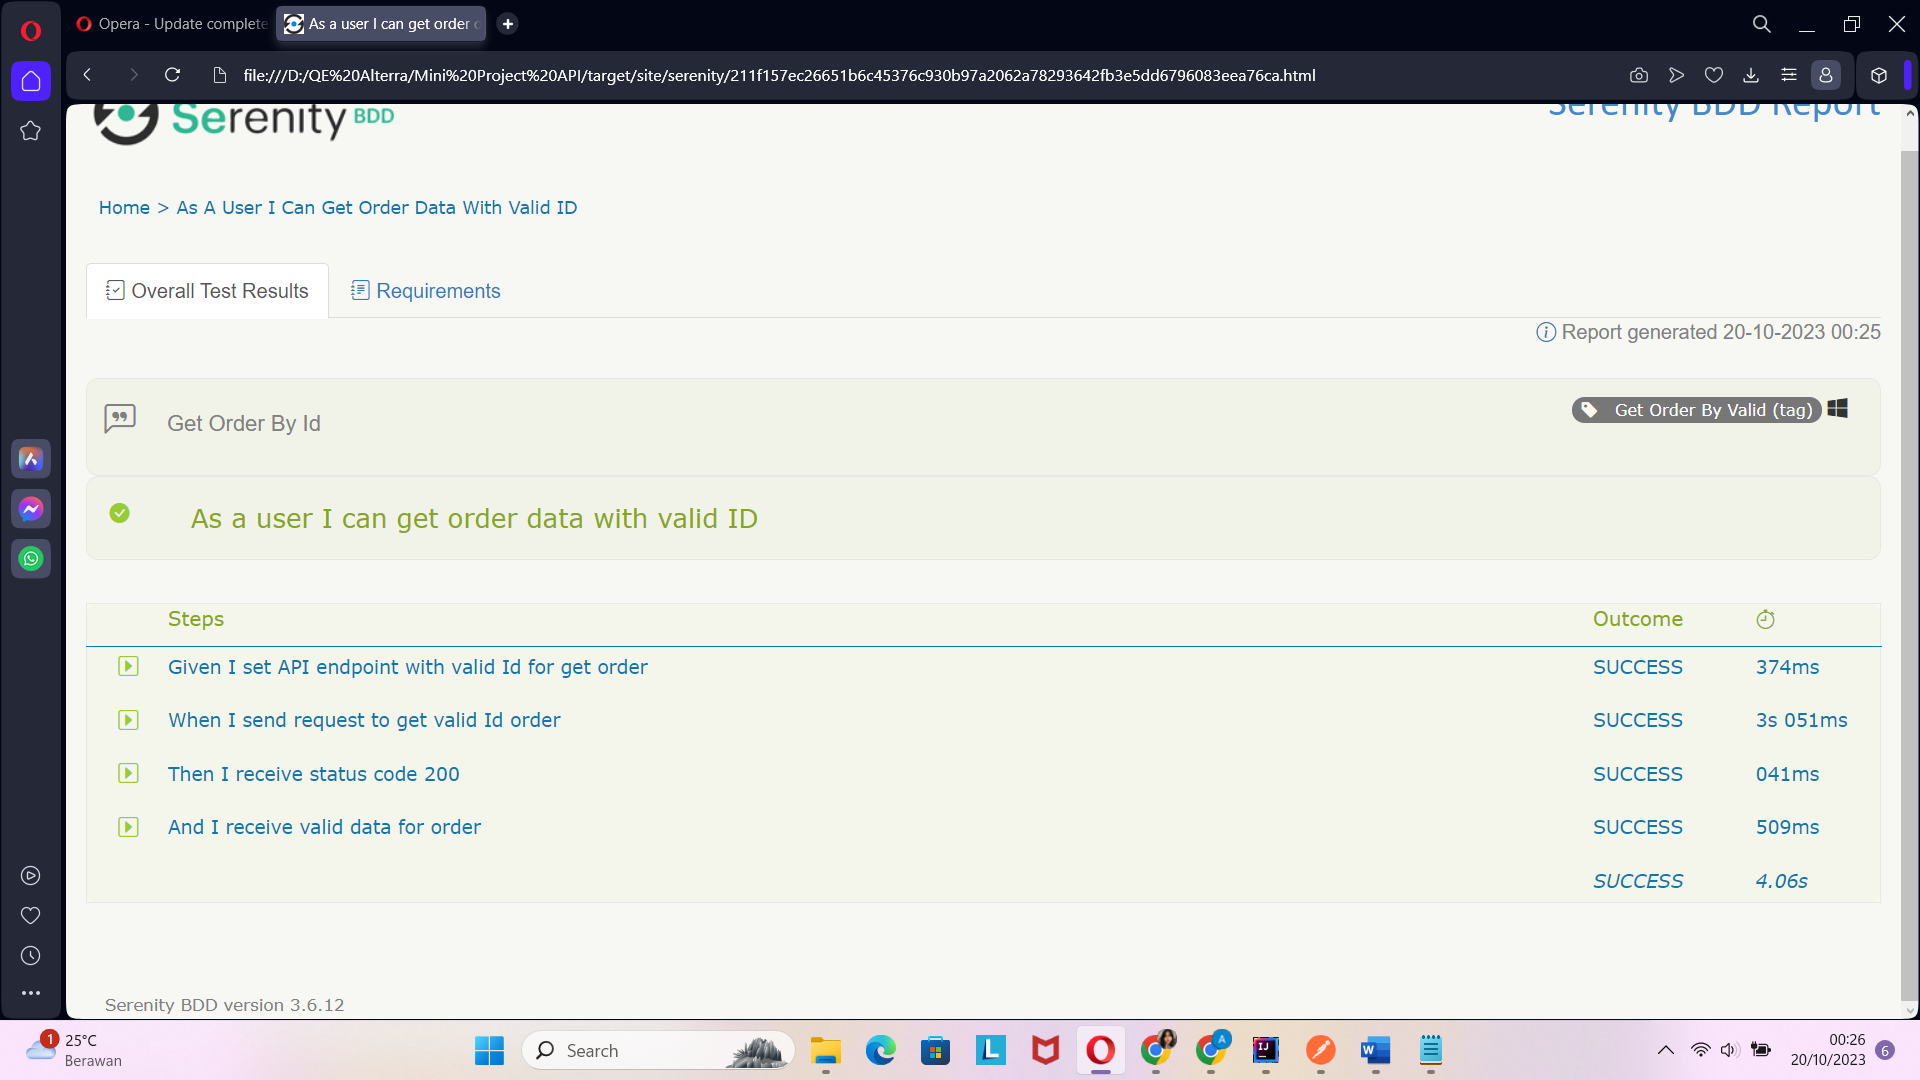 Opera - Update complete
As a user I can get order
file:///D:/QE%20Alterra/Mini%20Project%20API/target/site/serenity/211f157ec26651b6c45376c930b97a2062a78293642fb3e5dd6796083eea76ca.html
Serenity BDD
Serenity BDD Report
Home > As A User I Can Get Order Data With Valid ID
Overall Test Results
Requirements
Report generated 20-10-2023 00:25
Get Order By Id
Get Order By Valid (tag)
As a user I can get order data with valid ID
Steps Outcome
Given I set API endpoint with valid Id for get order SUCCESS 374ms
When I send request to get valid Id order SUCCESS 3s 051ms
Then I receive status code 200 SUCCESS 041ms
And I receive valid data for order SUCCESS 509ms
SUCCESS 4.06s
Serenity BDD version 3.6.12
1
25°C
Berawan
Search
L
A
IJ
W
00:26
20/10/2023
6